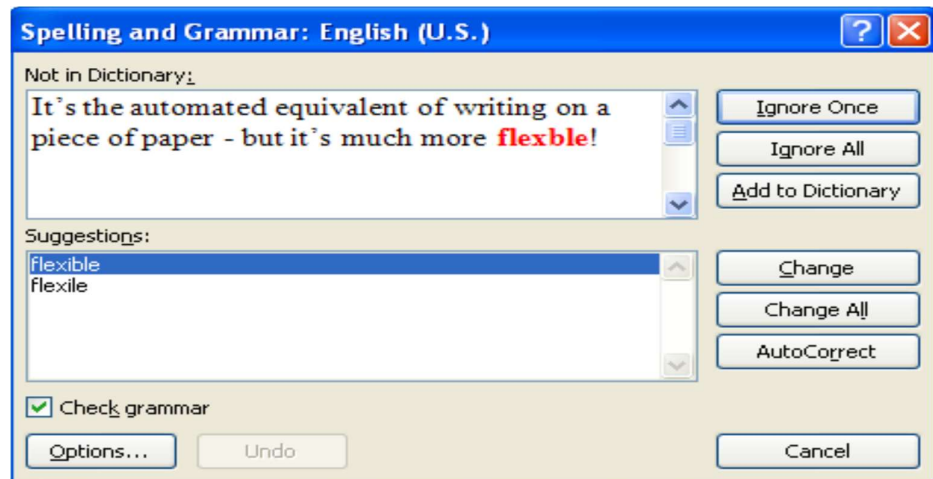 Spelling and Grammar: English (U.S.)
Not in Dictionary:
It's the automated equivalent of writing on a
piece of paper - but it's much more flexble!
Ignore Once
Ignore All
Add to Dictionary
Suggestions:
flexible
flexile
Change
Change All
AutoCorrect
Check grammar
Options...
Undo
Cancel